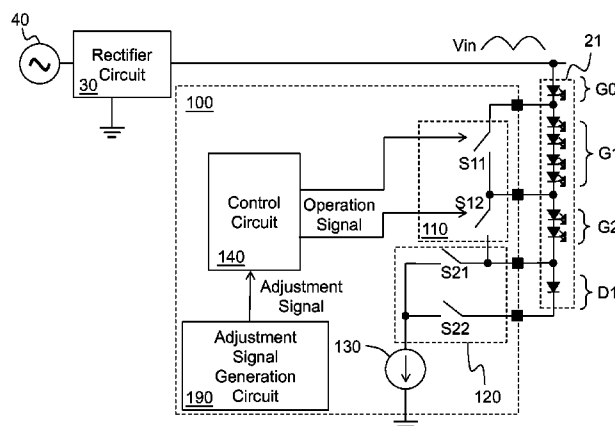 40
Rectifier
Circuit
30
Vin
21
G0
100
G1
S11
Control
Circuit
140
Operation
Signal
S12
110
G2
Adjustment
Signal
S21
D1
S22
Adjustment
Signal
Generation
Circuit
190
130
120